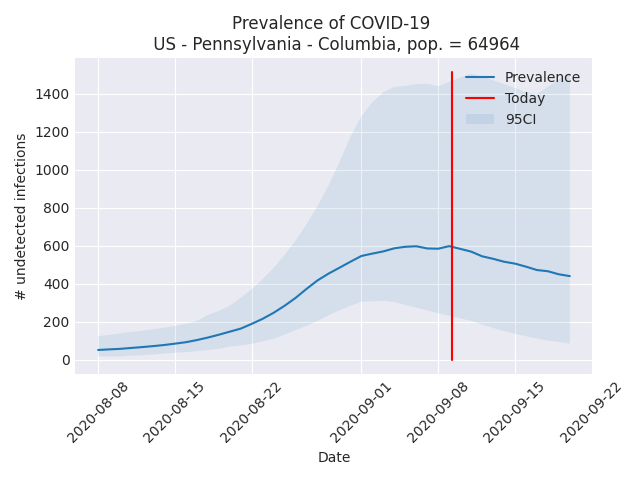 Prevalence of COVID-19
US - Pennsylvania - Columbia, pop. = 64964
Prevalence
Today
95CI
# undetected infections
1400
1200
1000
800
600
400
200
0
2020-08-08
2020-08-15
2020-08-22
2020-09-01
2020-09-08
2020-09-15
2020-09-22
Date